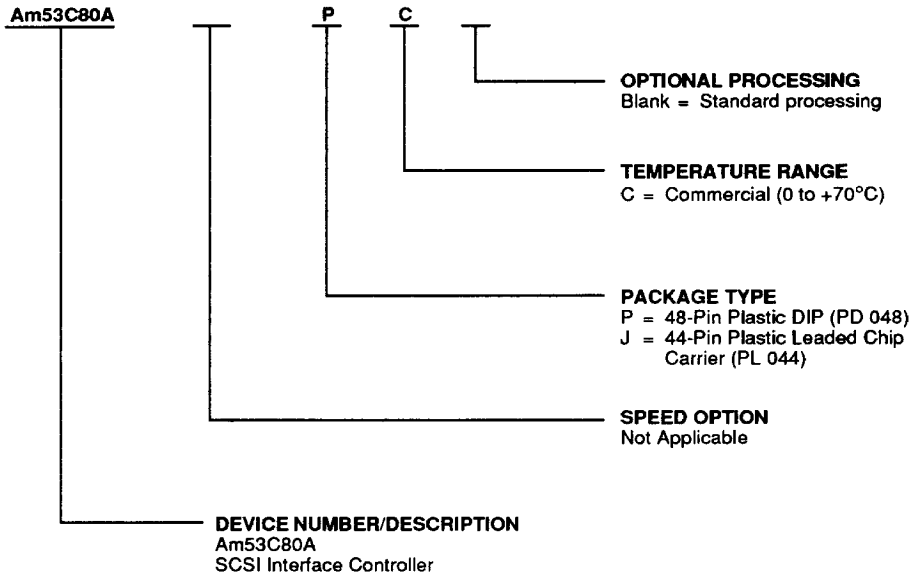 Am53C80A P C
OPTIONAL PROCESSING
Blank = Standard processing
TEMPERATURE RANGE
C = Commercial (0 to +70°C)
PACKAGE TYPE
P = 48-Pin Plastic DIP (PD 048)
J = 44-Pin Plastic Leaded Chip
Carrier (PL 044)
SPEED OPTION
Not Applicable
DEVICE NUMBER/DESCRIPTION
Am53C80A
SCSI Interface Controller